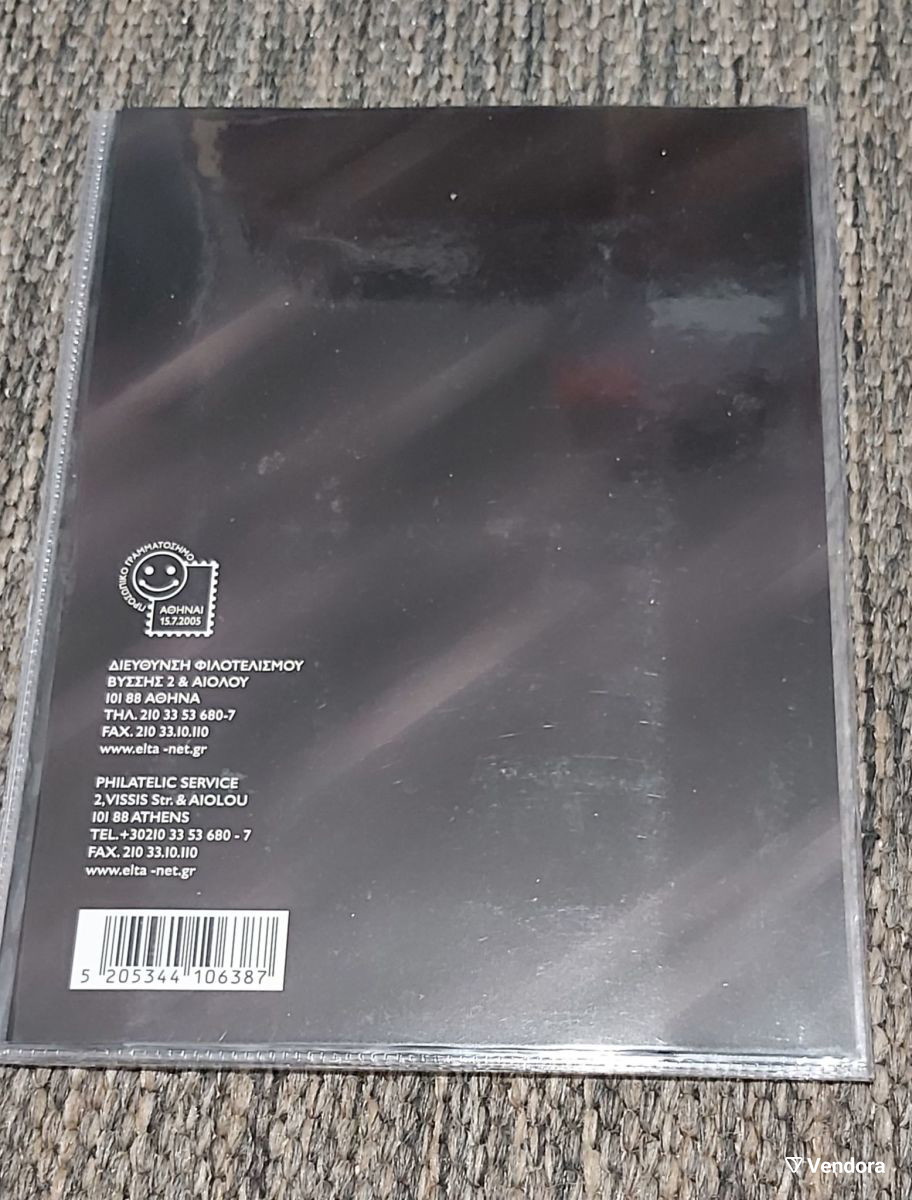 ΠΡΟΣΩΠΙΚΟ ΓΡΑΜΜΑΤΟΣΗΜΟ
ΑΘΗΝΑΙ
15.7.2005
ΔΙΕΥΘΥΝΣΗ ΦΙΛΟΤΕΛΙΣΜΟΥ
ΒΥΣΣΗΣ 2 & ΑΙΟΛΟΥ
101 88 ΑΘΗΝΑ
ΤΗΛ. 210 33 53 680-7
FAX. 210 33.10.110
www.elta -net.gr
PHILATELIC SERVICE
2,VISSIS Str. & AIOLOU
101 88 ATHENS
TEL.+30210 33 53 680 - 7
FAX. 210 33.10.110
www.elta -net.gr
5 205344 106387
Vendora